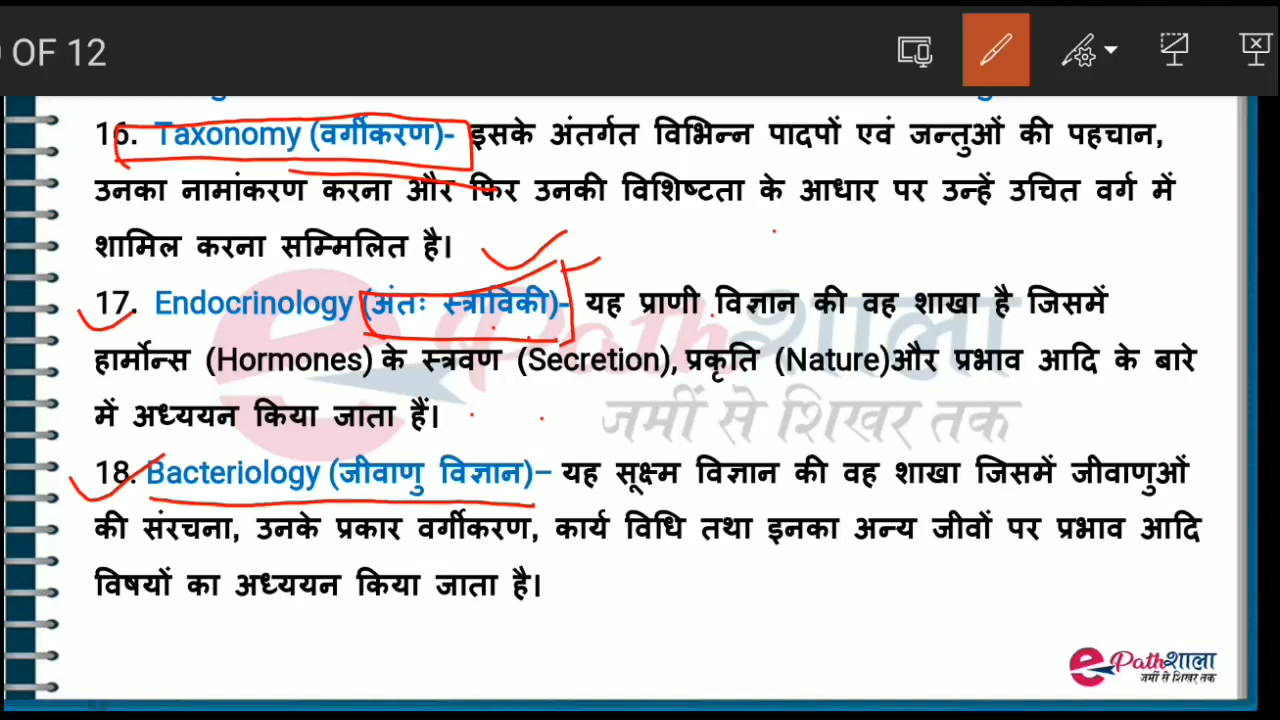 OF 12
16. Taxonomy (वर्गीकरण)- इसके अंतर्गत विभिन्न पादपों एवं जन्तुओं की पहचान,
उनका नामांकरण करना और फिर उनकी विशिष्टता के आधार पर उन्हें उचित वर्ग में
शामिल करना सम्मिलित है।
17. Endocrinology (अंतः स्त्राविकी)- यह प्राणी विज्ञान की वह शाखा है जिसमें
हार्मोन्स (Hormones) के स्त्रवण (Secretion), प्रकृति (Nature)और प्रभाव आदि के बारे
में अध्ययन किया जाता हैं।
18. Bacteriology (जीवाणु विज्ञान)– यह सूक्ष्म विज्ञान की वह शाखा जिसमें जीवाणुओं
की संरचना, उनके प्रकार वर्गीकरण, कार्य विधि तथा इनका अन्य जीवों पर प्रभाव आदि
विषयों का अध्ययन किया जाता है।
ePathशाला
जमीं से शिखर तक
ePathशाला
जमीं से शिखर तक